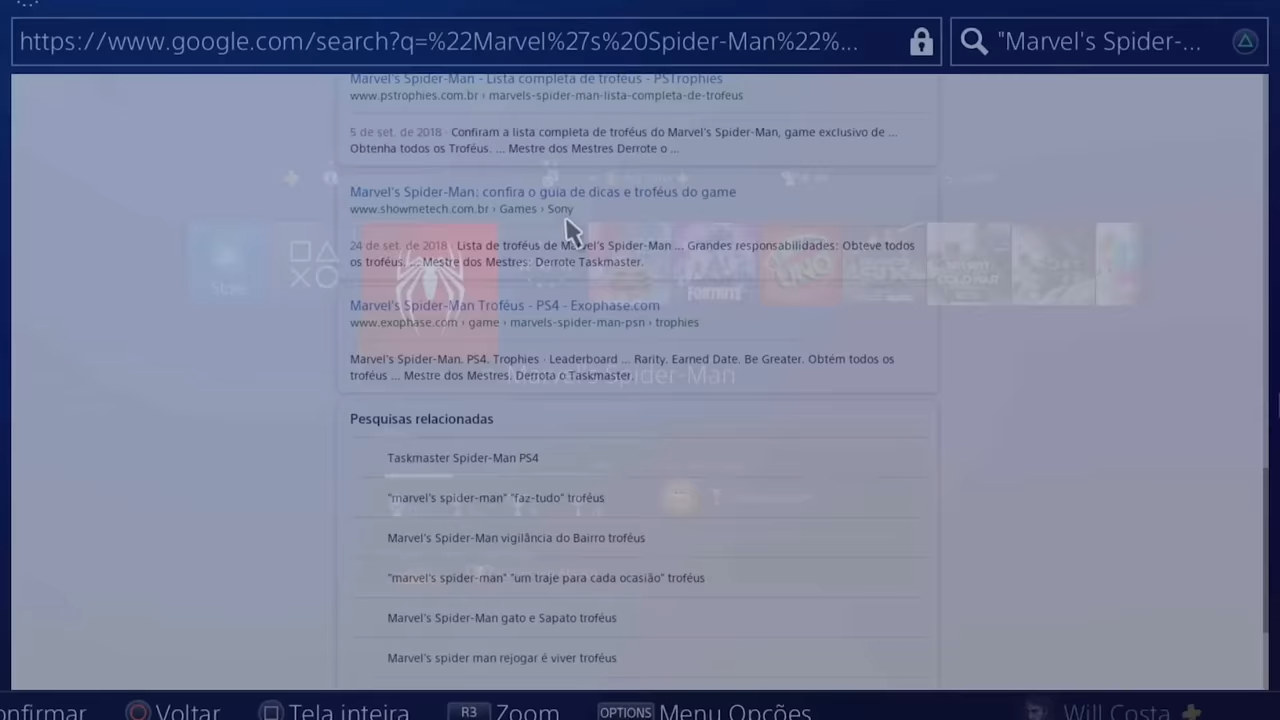 https://www.google.com/search?q=%22Marvel%27s%20Spider-Man%22%...
"Marvel's Spider-...
Marvel's Spider-Man - Lista completa de troféus - PSTrophies
www.pstrophies.com.br › marvels-spider-man-lista-completa-de-trofeus
5 de set. de 2018 · Confiram a lista completa de troféus do Marvel's Spider-Man, game exclusivo de ...
Obtenha todos os Troféus. ... Mestre dos Mestres Derrote o ...
Marvel's Spider-Man: confira o guia de dicas e troféus do game
www.showmetech.com.br › Games › Sony
24 de set. de 2018 · Lista de troféus de Marvel's Spider-Man ... Grandes responsabilidades: Obteve todos
os troféus. ... Mestre dos Mestres: Derrote Taskmaster.
Store
FORTNITE
UNO
Marvel's Spider-Man Troféus - PS4 - Exophase.com
www.exophase.com › game › marvels-spider-man-psn › trophies
Marvel's Spider-Man. PS4. Trophies · Leaderboard ... Rarity. Earned Date. Be Greater. Obtém todos os
troféus ... Mestre dos Mestres. Derrota o Taskmaster.
Marvel's Spider-Man
Pesquisas relacionadas
Taskmaster Spider-Man PS4
"marvel's spider-man" "faz-tudo" troféus
Marvel's Spider-Man vigilância do Bairro troféus
"marvel's spider-man" "um traje para cada ocasião" troféus
Marvel's Spider-Man gato e Sapato troféus
Marvel's spider man rejogar é viver troféus
onfirmar Voltar Tela inteira R3 Zoom OPTIONS Menu Opções Will Costa